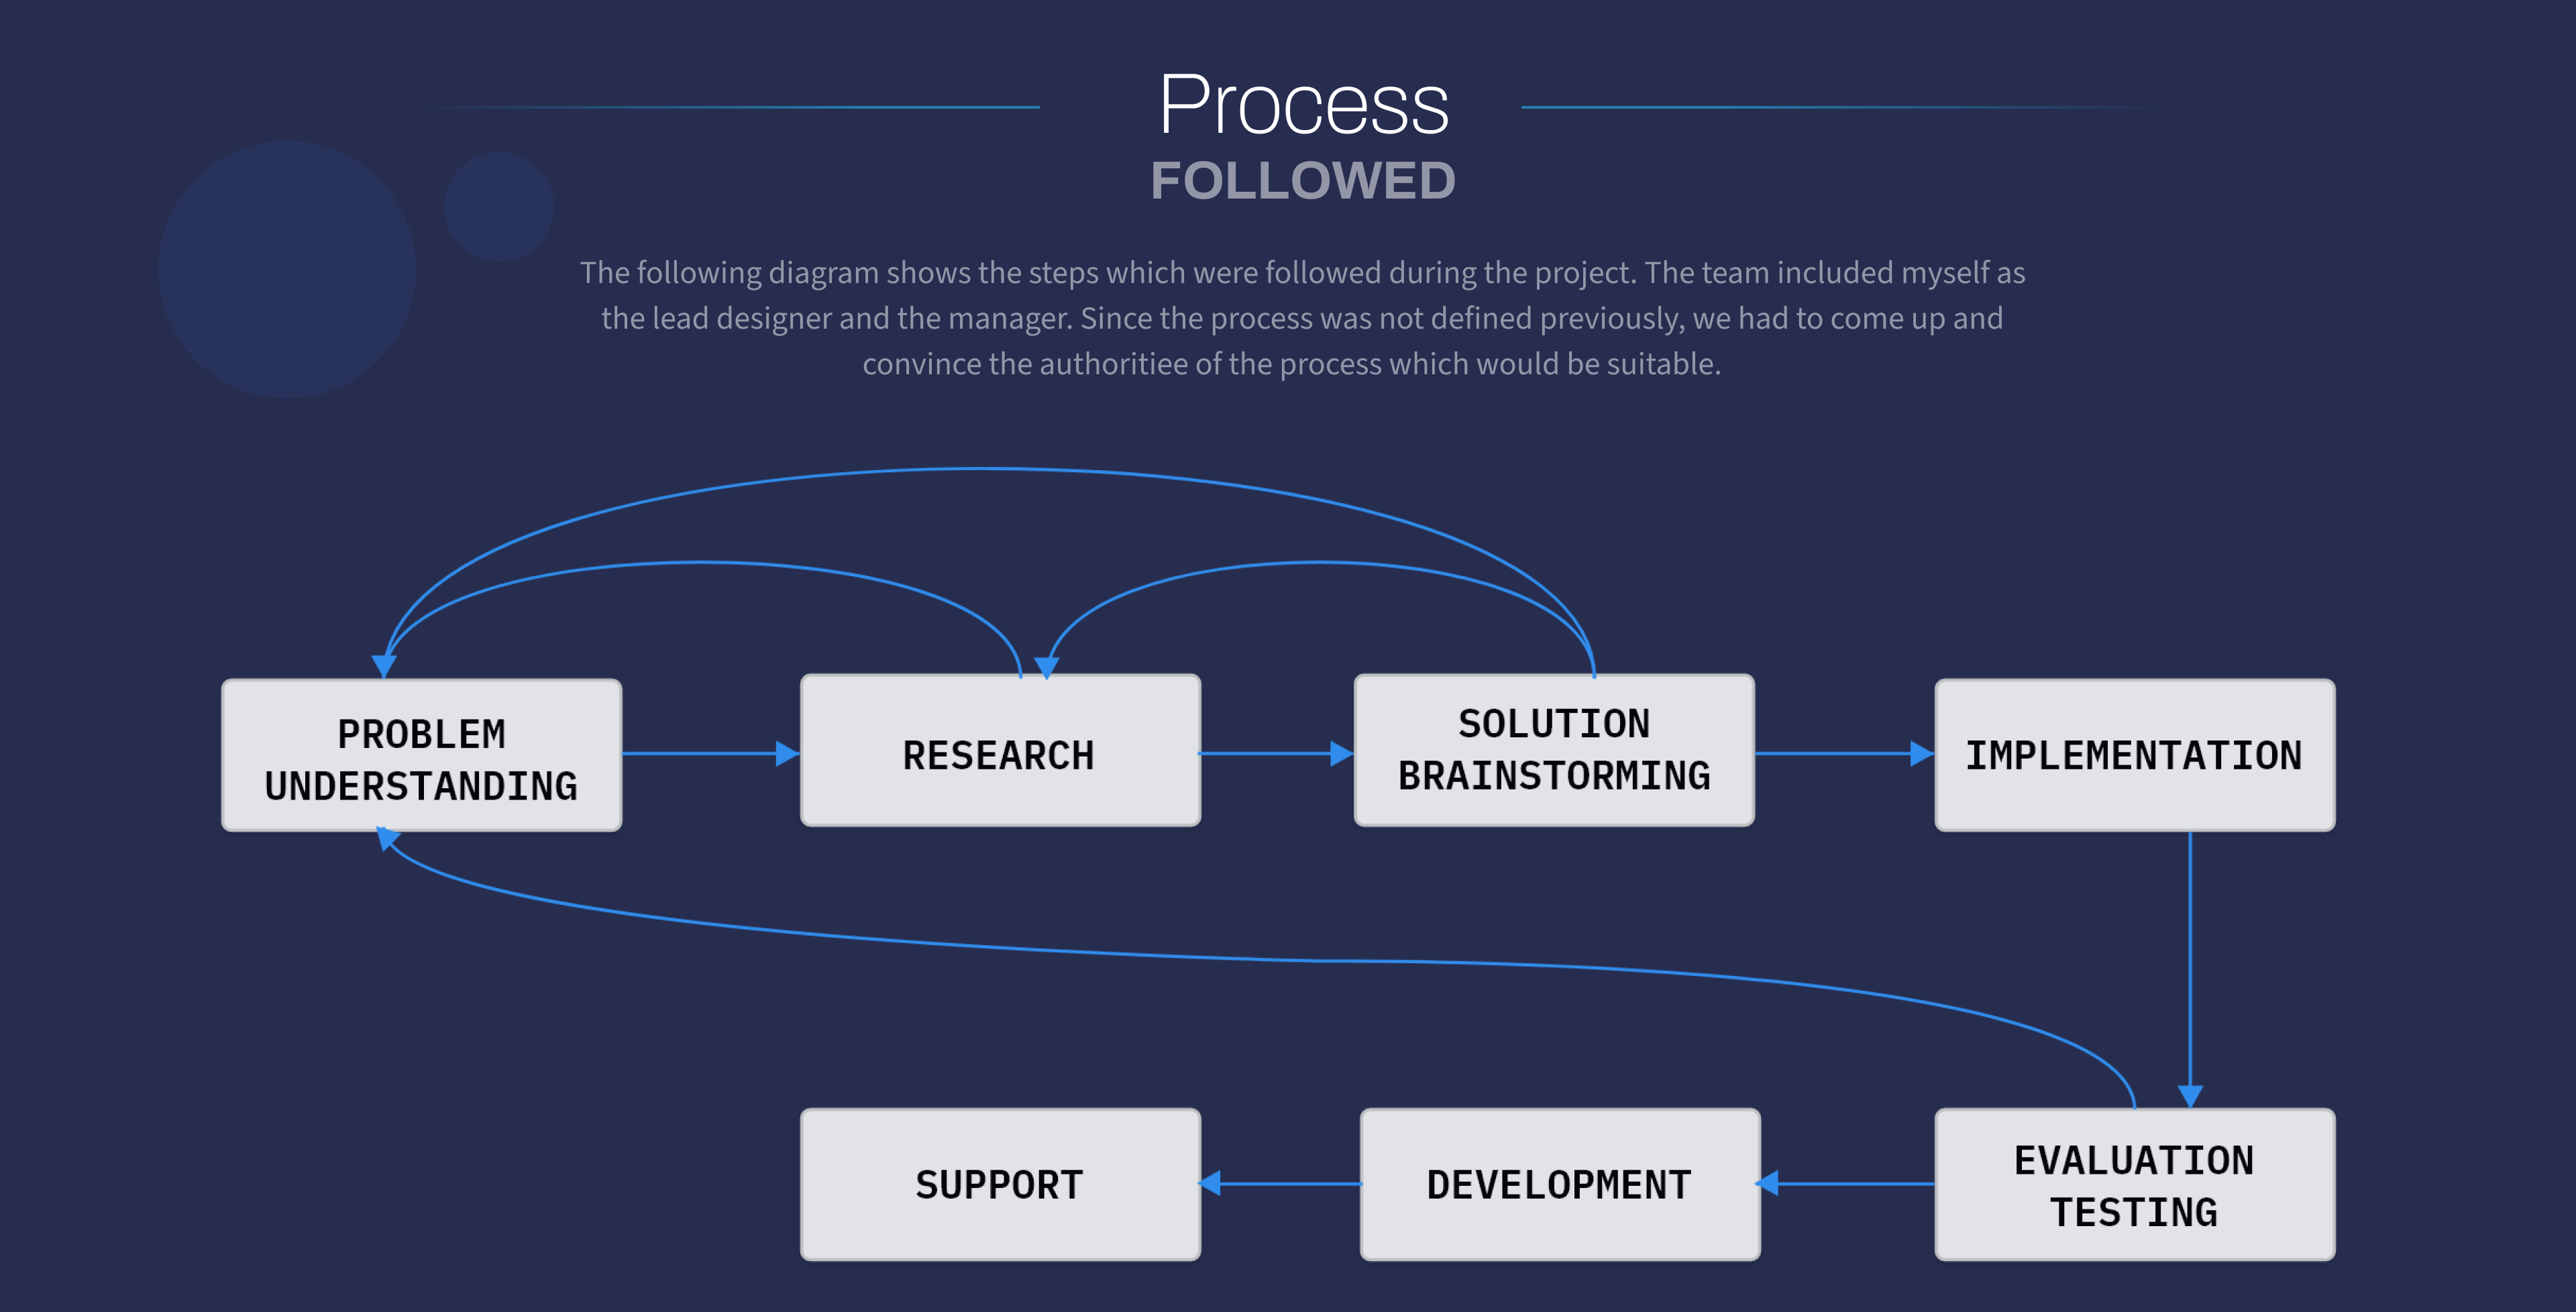 Process
FOLLOWED
The following diagram shows the steps which were followed during the project. The team included myself as
the lead designer and the manager. Since the process was not defined previously, we had to come up and
convince the authoritiee of the process which would be suitable.
PROBLEM
UNDERSTANDING
RESEARCH
SOLUTION
BRAINSTORMING
IMPLEMENTATION
SUPPORT
DEVELOPMENT
EVALUATION
TESTING